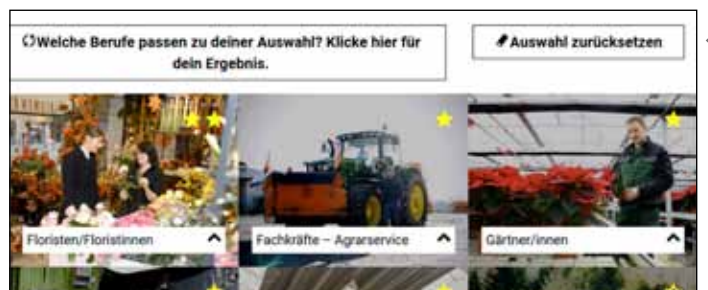 Welche Berufe passen zu deiner Auswahl? Klicke hier für
dein Ergebnis.
Auswahl zurücksetzen
Floristen/Floristinnen
Fachkräfte – Agrarservice
Gärtner/innen